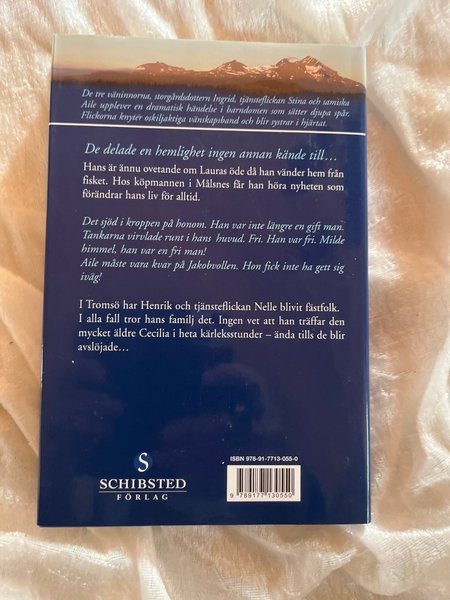 De tre väninnorna, storgårdsdottern Ingrid, tjänsteflickan Stina och samiska
Aile upplever en dramatisk händelse i barndomen som sätter djupa spår.
Flickorna knyter oskiljaktiga vänskapsband och blir systrar i hjärtat.
De delade en hemlighet ingen annan kände till…
Hans är ännu ovetande om Lauras öde då han vänder hem från
fisket. Hos köpmannen i Målsnes får han höra nyheten som
förändrar hans liv för alltid.
Det sjöd i kroppen på honom. Han var inte längre en gift man.
Tankarna virvlade runt i hans huvud. Fri. Han var fri. Milde
himmel, han var en fri man!
Aile måste vara kvar på Jakobvollen. Hon fick inte ha gett sig
iväg!
I Tromsö har Henrik och tjänsteflickan Nelle blivit fästfolk.
I alla fall tror hans familj det. Ingen vet att han träffar den
mycket äldre Cecilia i heta kärleksstunder – ända tills de blir
avslöjade…
S
SCHIBSTED
FÖRLAG
ISBN 978-91-7713-055-0
9 789177 130550